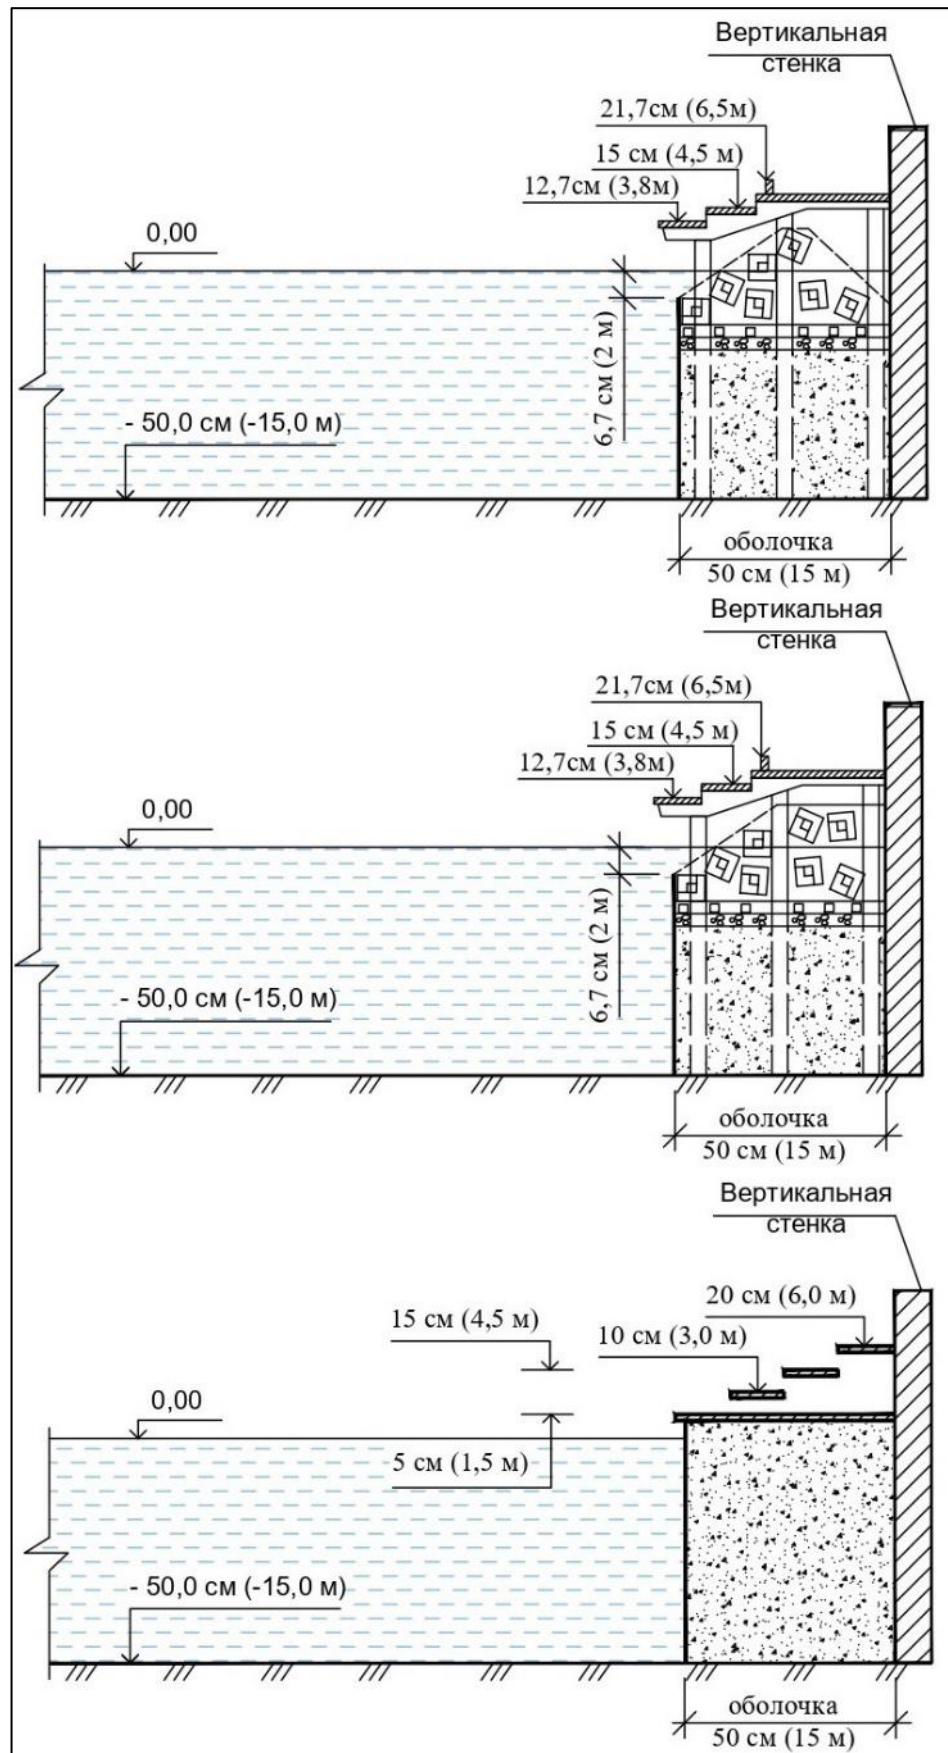 Вертикальная
стенка
21,7см (6,5м)
15 см (4,5 м)
12,7см (3,8м)
0,00
6,7 см (2 м)
- 50,0 см (-15,0 м)
оболочка
50 см (15 м)
Вертикальная
стенка
21,7см (6,5м)
15 см (4,5 м)
12,7см (3,8м)
0,00
6,7 см (2 м)
- 50,0 см (-15,0 м)
оболочка
50 см (15 м)
Вертикальная
стенка
20 см (6,0 м)
15 см (4,5 м)
10 см (3,0 м)
0,00
5 см (1,5 м)
- 50,0 см (-15,0 м)
оболочка
50 см (15 м)